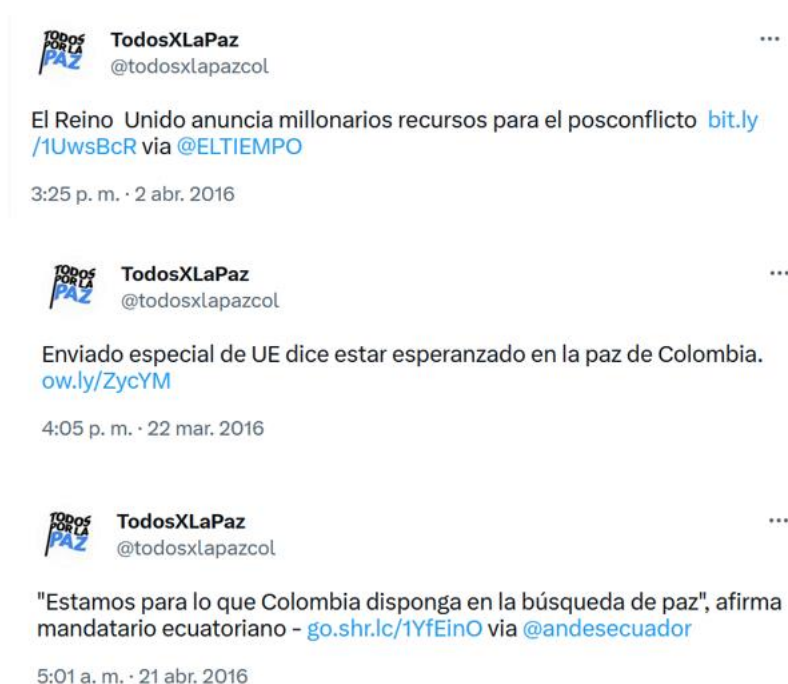 TODOS
POR LA
PAZ
TodosXLaPaz
@todosxlapazcol
El Reino  Unido anuncia millonarios recursos para el posconflicto  bit.ly
/1UwsBcR via @ELTIEMPO
3:25 p. m. · 2 abr. 2016
TODOS
POR LA
PAZ
TodosXLaPaz
@todosxlapazcol
Enviado especial de UE dice estar esperanzado en la paz de Colombia.
ow.ly/ZycYM
4:05 p. m. · 22 mar. 2016
TODOS
POR LA
PAZ
TodosXLaPaz
@todosxlapazcol
"Estamos para lo que Colombia disponga en la búsqueda de paz", afirma
mandatario ecuatoriano - go.shr.lc/1YfEinO via @andesecuador
5:01 a. m. · 21 abr. 2016